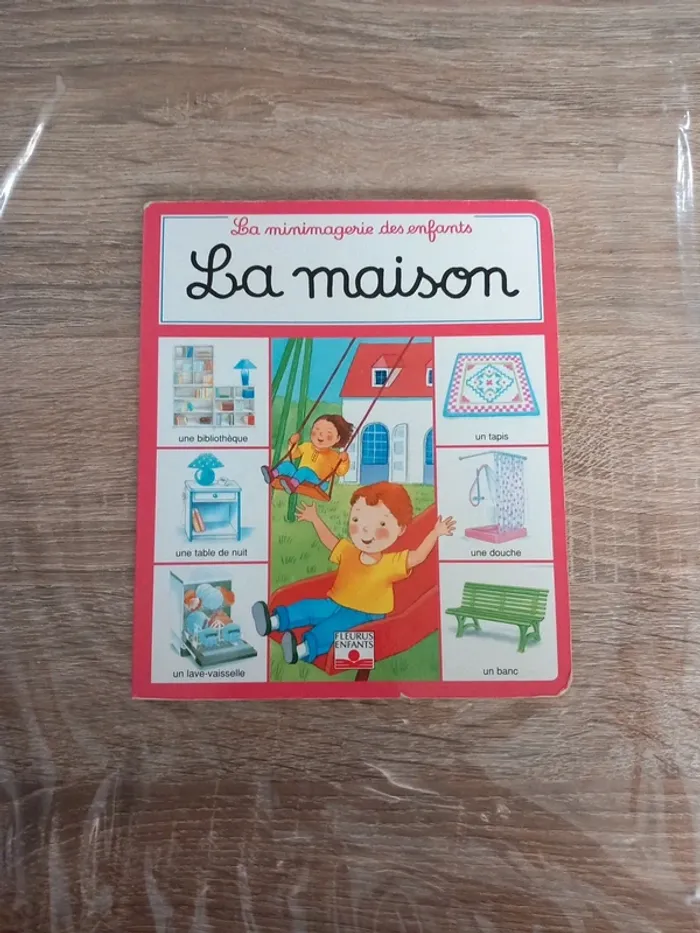 La minimagerie des enfants
La maison
une bibliothèque
un tapis
une table de nuit
une douche
un lave-vaisselle
un banc
FLEURUS
ENFANTS